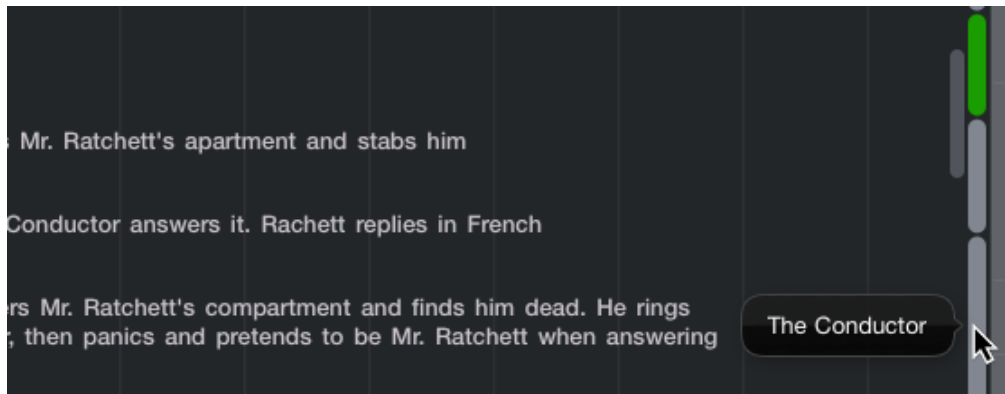 Mr. Ratchett's apartment and stabs him
Conductor answers it. Rachett replies in French
Mr. Ratchett's compartment and finds him dead. He rings
then panics and pretends to be Mr. Ratchett when answering
The Conductor